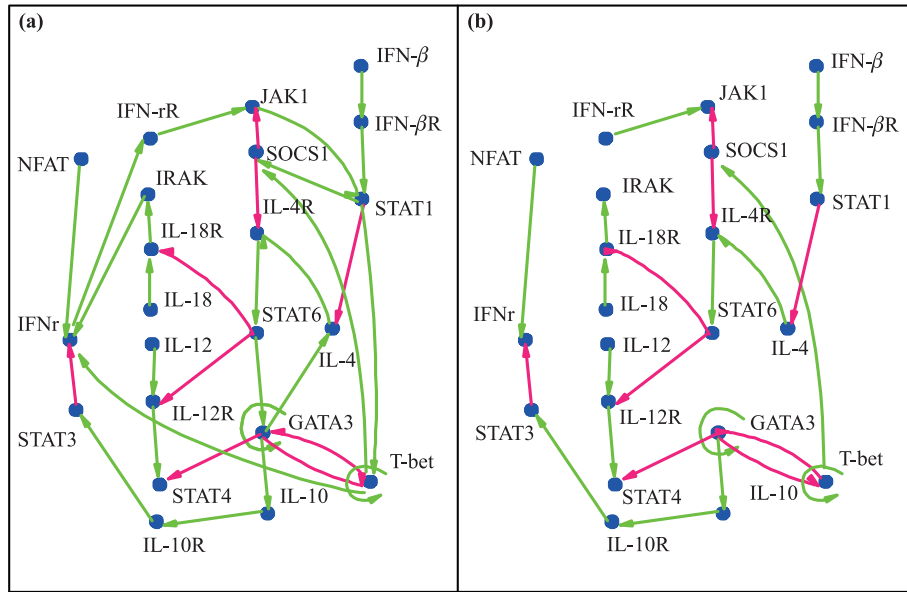 (a)
IFN-β
JAK1
IFN-rR
IFN-βR
SOCS1
NFAT
IRAK
STAT1
IL-4R
IL-18R
IL-18
IFNr
STAT6
IL-12
IL-4
IL-12R
STAT3
GATA3
T-bet
STAT4
IL-10
IL-10R
(b)
IFN-β
JAK1
IFN-rR
IFN-βR
SOCS1
NFAT
IRAK
STAT1
IL-4R
IL-18R
IL-18
IFNr
STAT6
IL-12
IL-4
IL-12R
STAT3
GATA3
T-bet
STAT4
IL-10
IL-10R